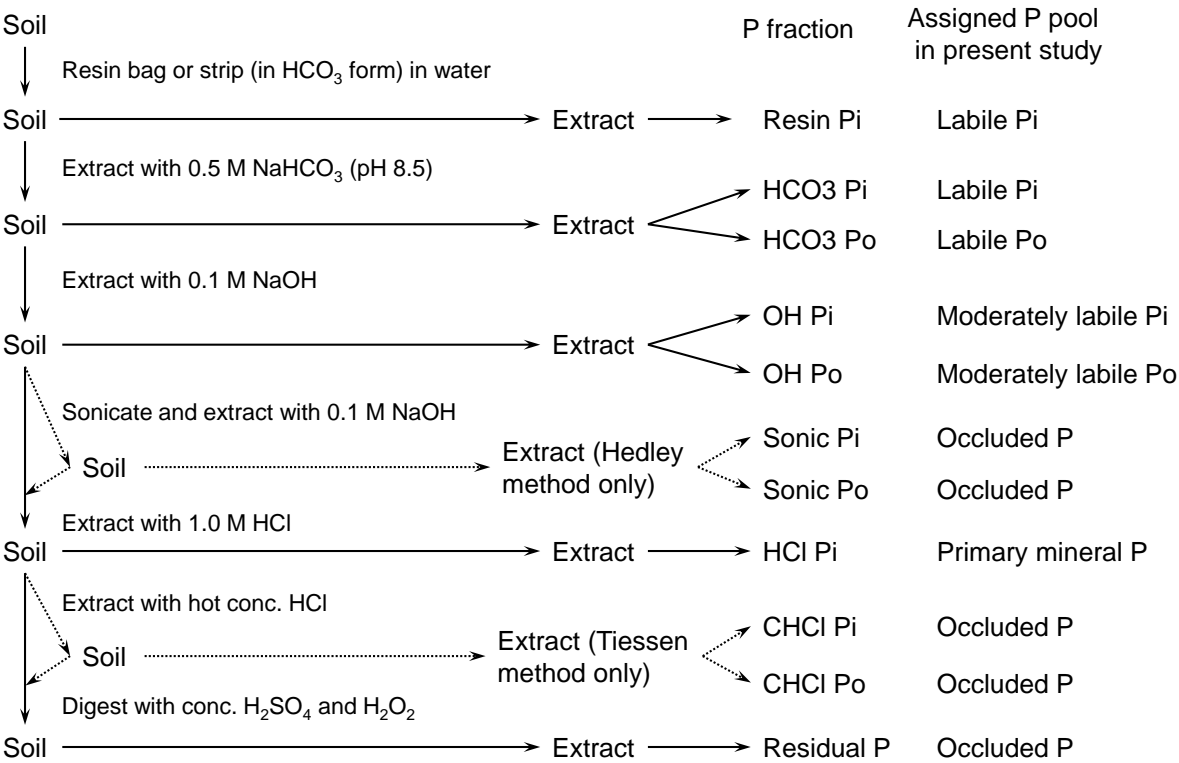 Soil
P fraction
Assigned P pool
in present study
Resin bag or strip (in HCO₃ form) in water
Soil Extract Resin Pi Labile Pi
Extract with 0.5 M NaHCO₃ (pH 8.5)
HCO3 Pi Labile Pi
Soil Extract
HCO3 Po Labile Po
Extract with 0.1 M NaOH
OH Pi Moderately labile Pi
Soil Extract
OH Po Moderately labile Po
Sonicate and extract with 0.1 M NaOH
Sonic Pi Occluded P
Soil
Extract (Hedley
method only)
Sonic Po Occluded P
Extract with 1.0 M HCl
Soil Extract HCl Pi Primary mineral P
Extract with hot conc. HCl
CHCl Pi Occluded P
Soil
Extract (Tiessen
method only)
CHCl Po Occluded P
Digest with conc. H₂SO₄ and H₂O₂
Soil Extract Residual P Occluded P